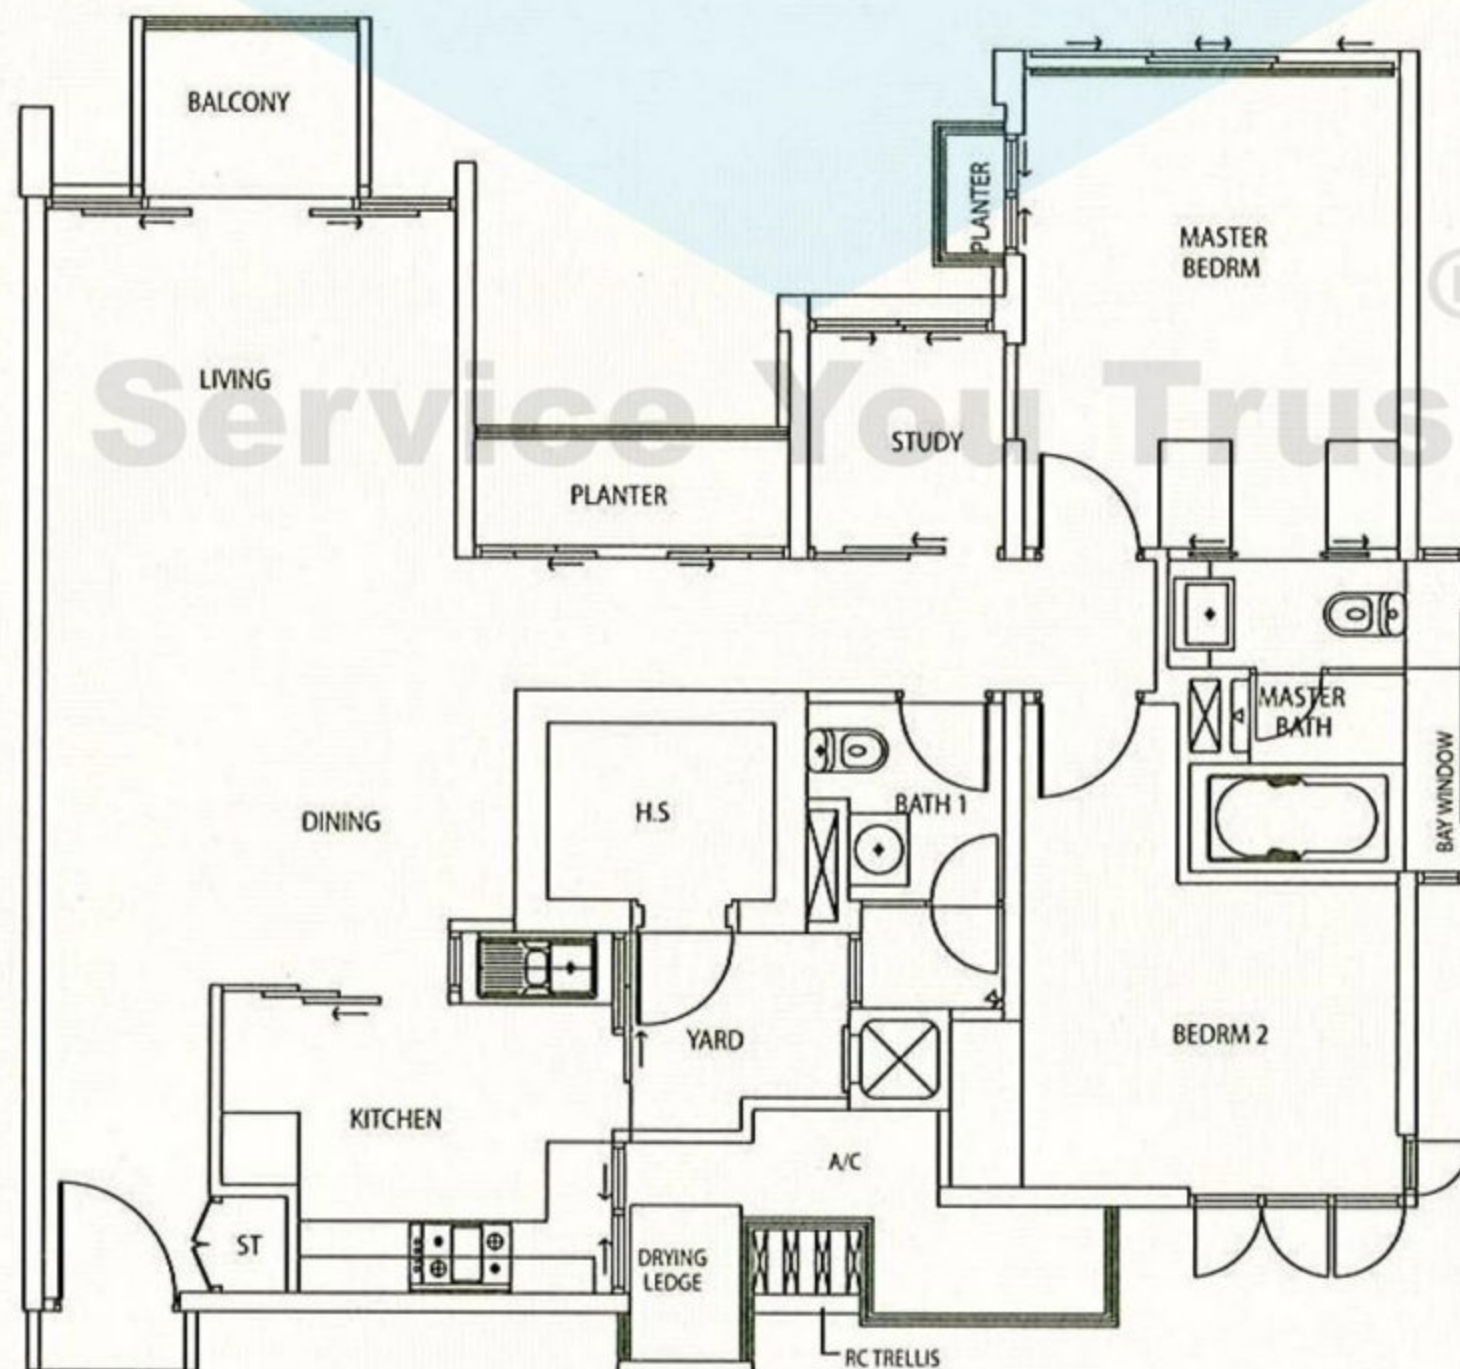 BALCONY
PLANTER
MASTER
BEDRM
LIVING
Service You Trus
STUDY
PLANTER
MASTER
BATH
BAY WINDOW
H.S
BATH 1
DINING
YARD
BEDRM 2
KITCHEN
A/C
ST
DRYING
LEDGE
RC TRELLIS